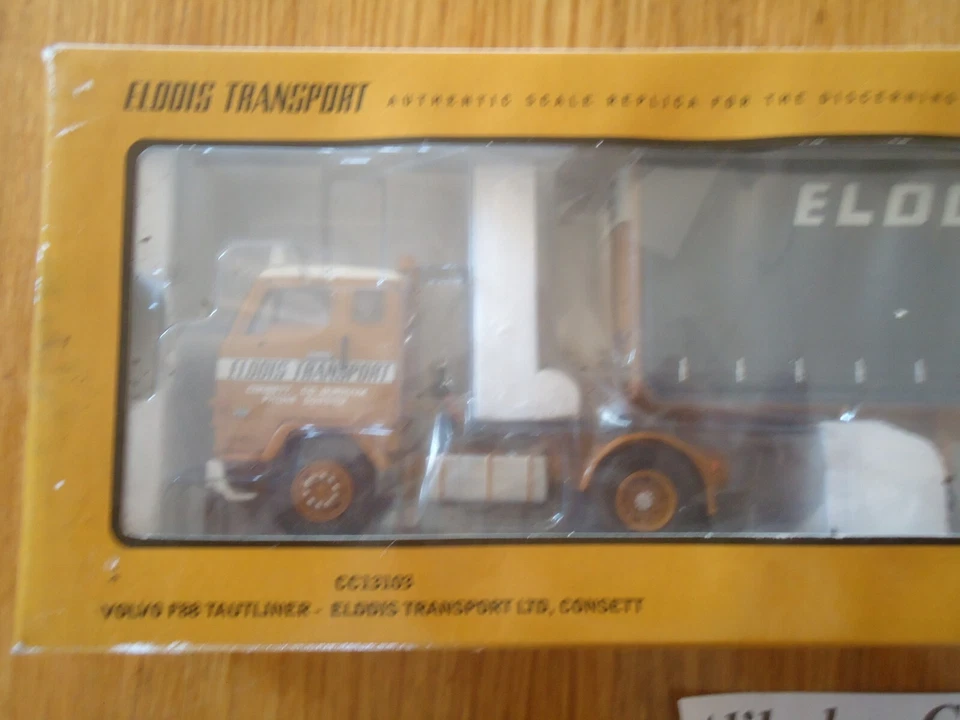 ELDDIS TRANSPORT AUTHENTIC SCALE REPLICA FOR THE DISCERNING
ELDD
ELDDIS TRANSPORT
CC13103
VOLVO F88 TAUTLINER - ELDDIS TRANSPORT LTD, CONSETT